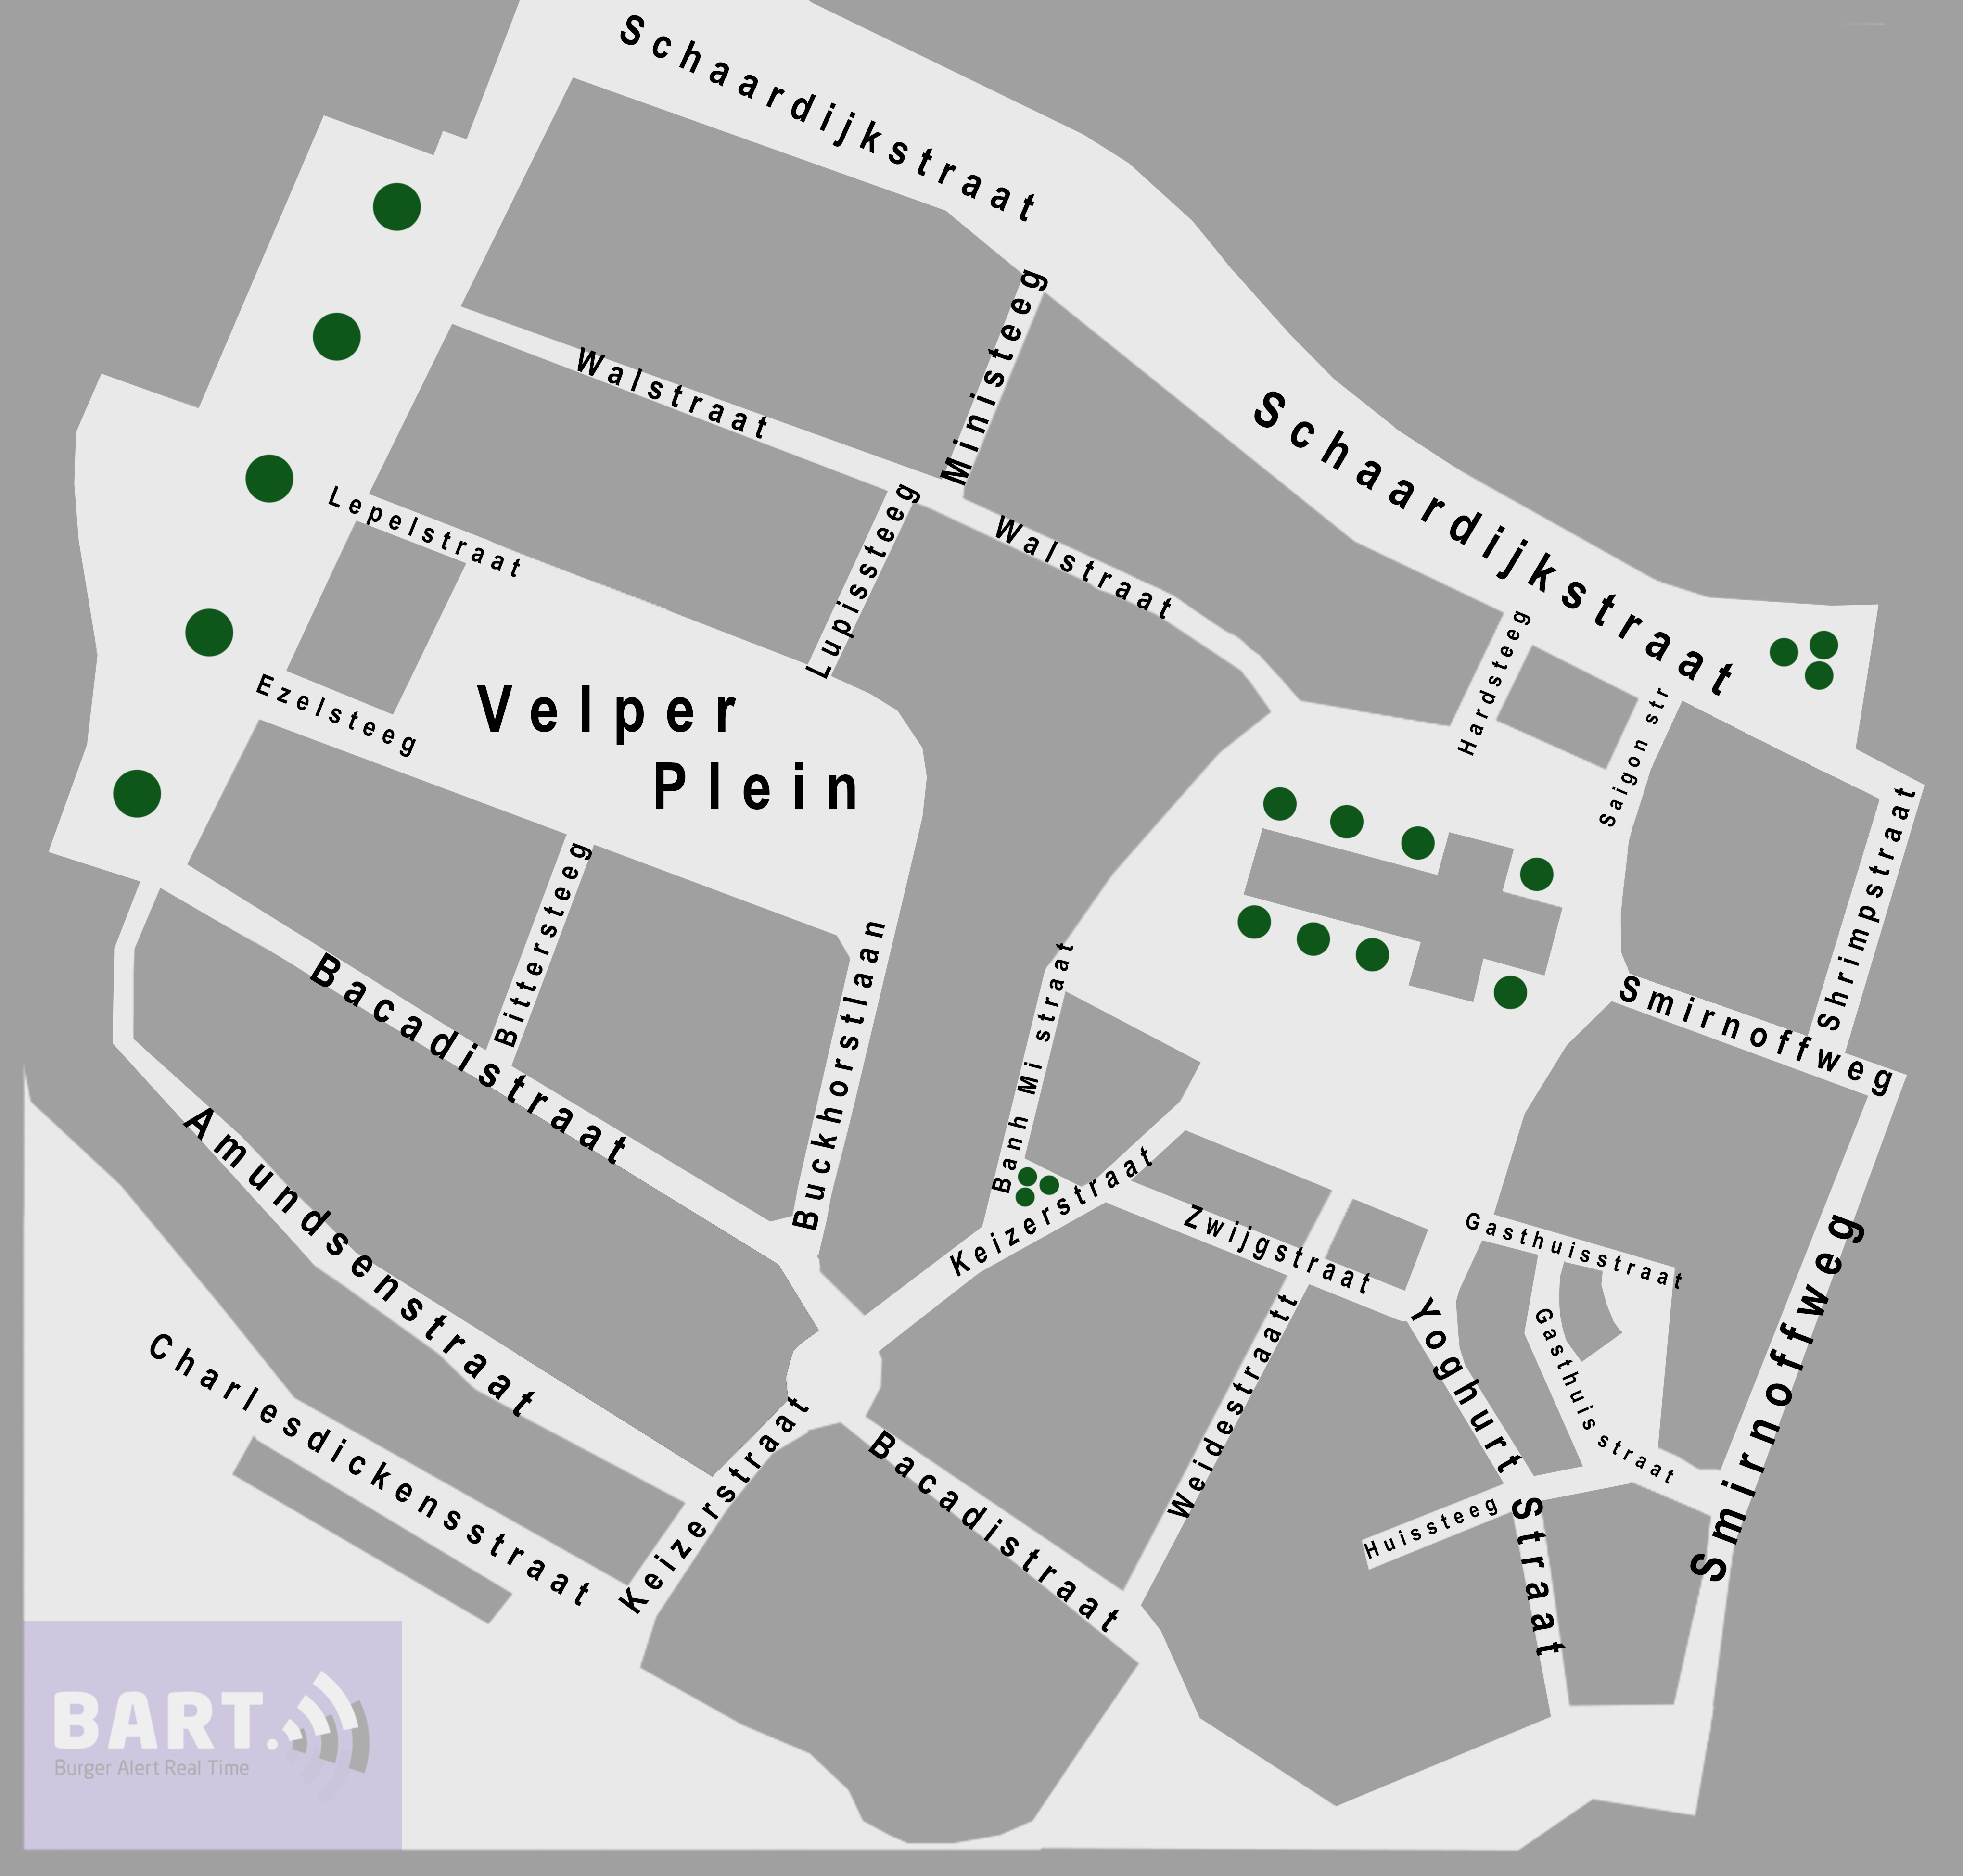 Schaardijkstraat
Ministeeg
Walstraat
Schaardijkstraat
Lepelstraat
Lupissteeg
Walstraat
Hardsteeg
Ezelsteeg
Velper
Plein
Saigon str
Shrimpstraat
Bittersteeg
Bacadistraat
Buckhorstlaan
Banh Mi straat
Smirnoffweg
Amundsenstraat
Keizerstraat
Zwijgstraat
Gasthuisstraat
Smirnoffweg
Charlesdickensstraat
Keizerstraat
Bacadistraat
Weidestraatt
Yoghurt Straat
Gasthuisstraat
Huissteeg
BART.
Burger Alert Real Time